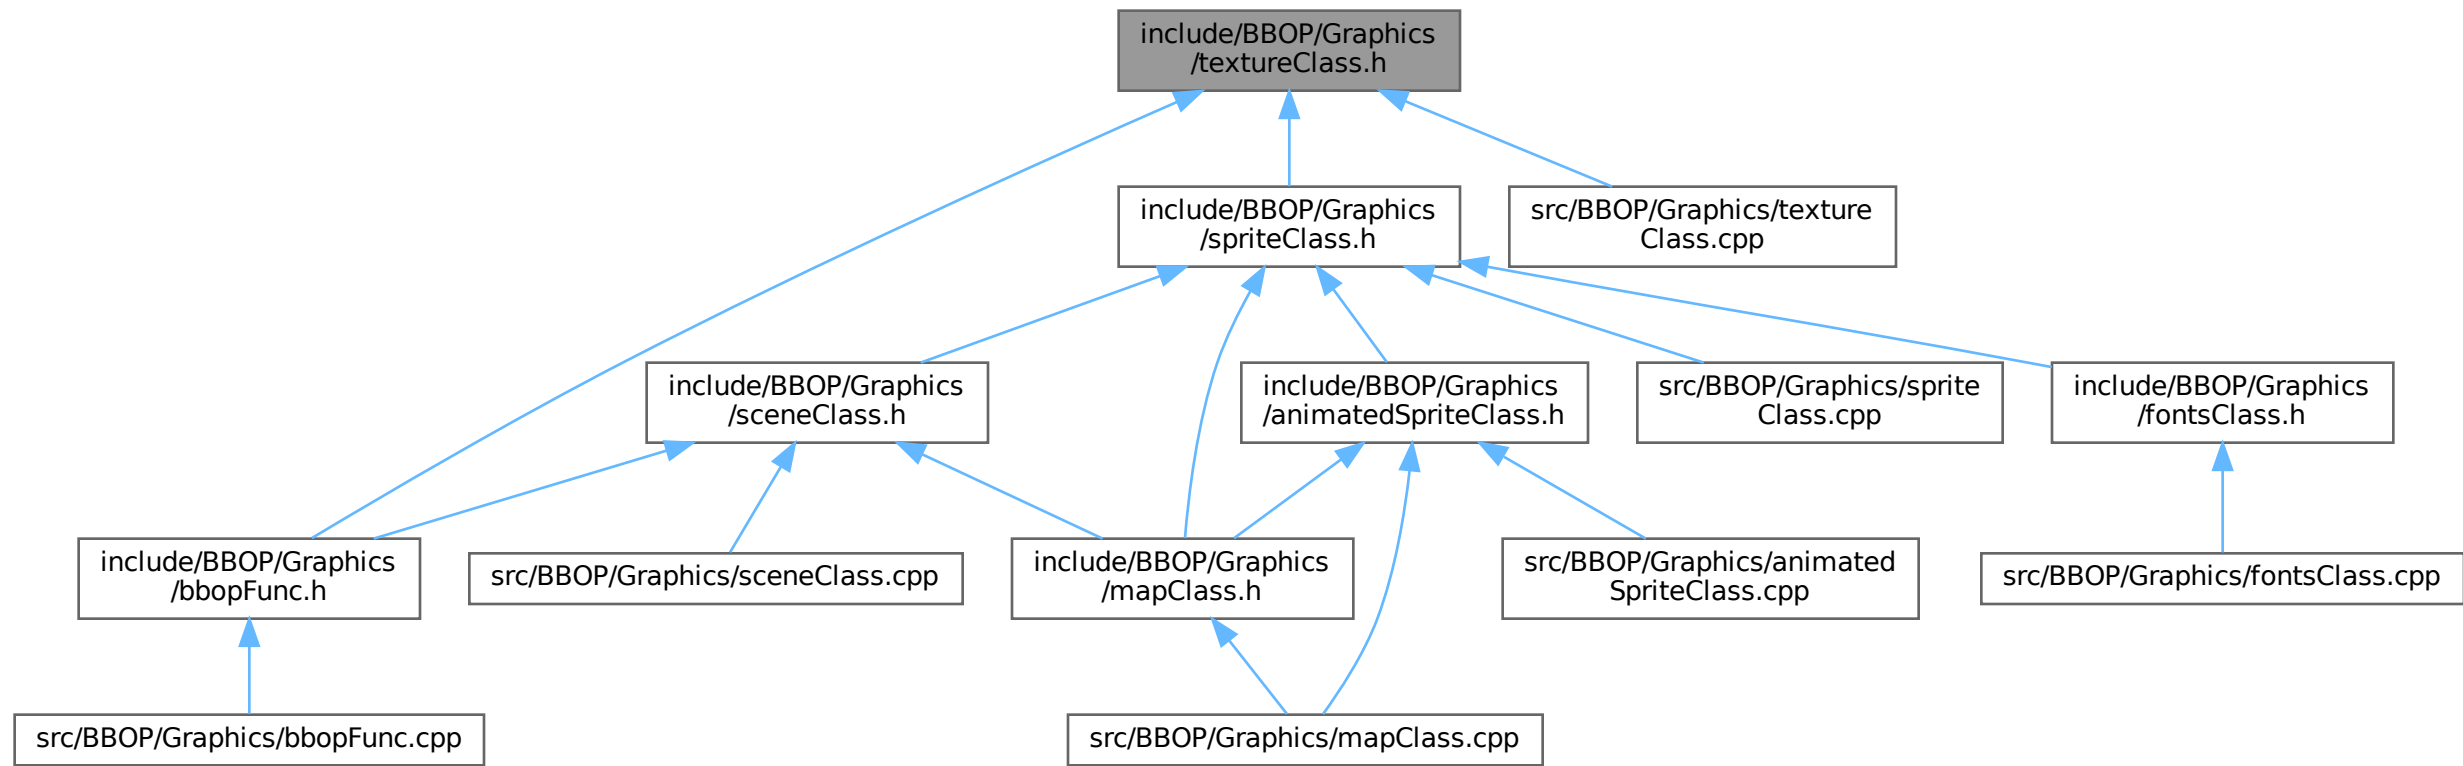 include/BBOP/Graphics
/textureClass.h
include/BBOP/Graphics
/spriteClass.h
src/BBOP/Graphics/texture
Class.cpp
include/BBOP/Graphics
/sceneClass.h
include/BBOP/Graphics
/animatedSpriteClass.h
src/BBOP/Graphics/sprite
Class.cpp
include/BBOP/Graphics
/fontsClass.h
include/BBOP/Graphics
/bbopFunc.h
src/BBOP/Graphics/sceneClass.cpp
include/BBOP/Graphics
/mapClass.h
src/BBOP/Graphics/animated
SpriteClass.cpp
src/BBOP/Graphics/fontsClass.cpp
src/BBOP/Graphics/bbopFunc.cpp
src/BBOP/Graphics/mapClass.cpp